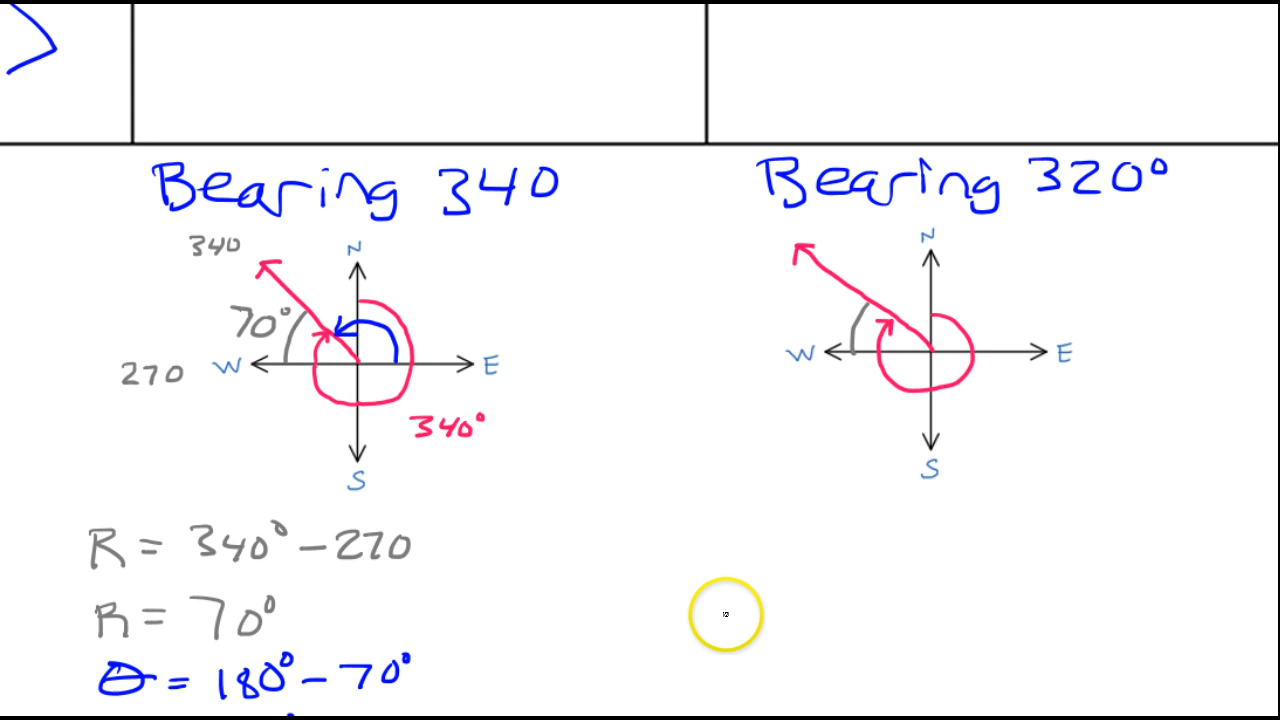 Bearing 340
Bearing 320°
340
N
70°
270
W
E
340°
S
N
W
E
S
R = 340° - 270
R = 70°
θ = 180° - 70°